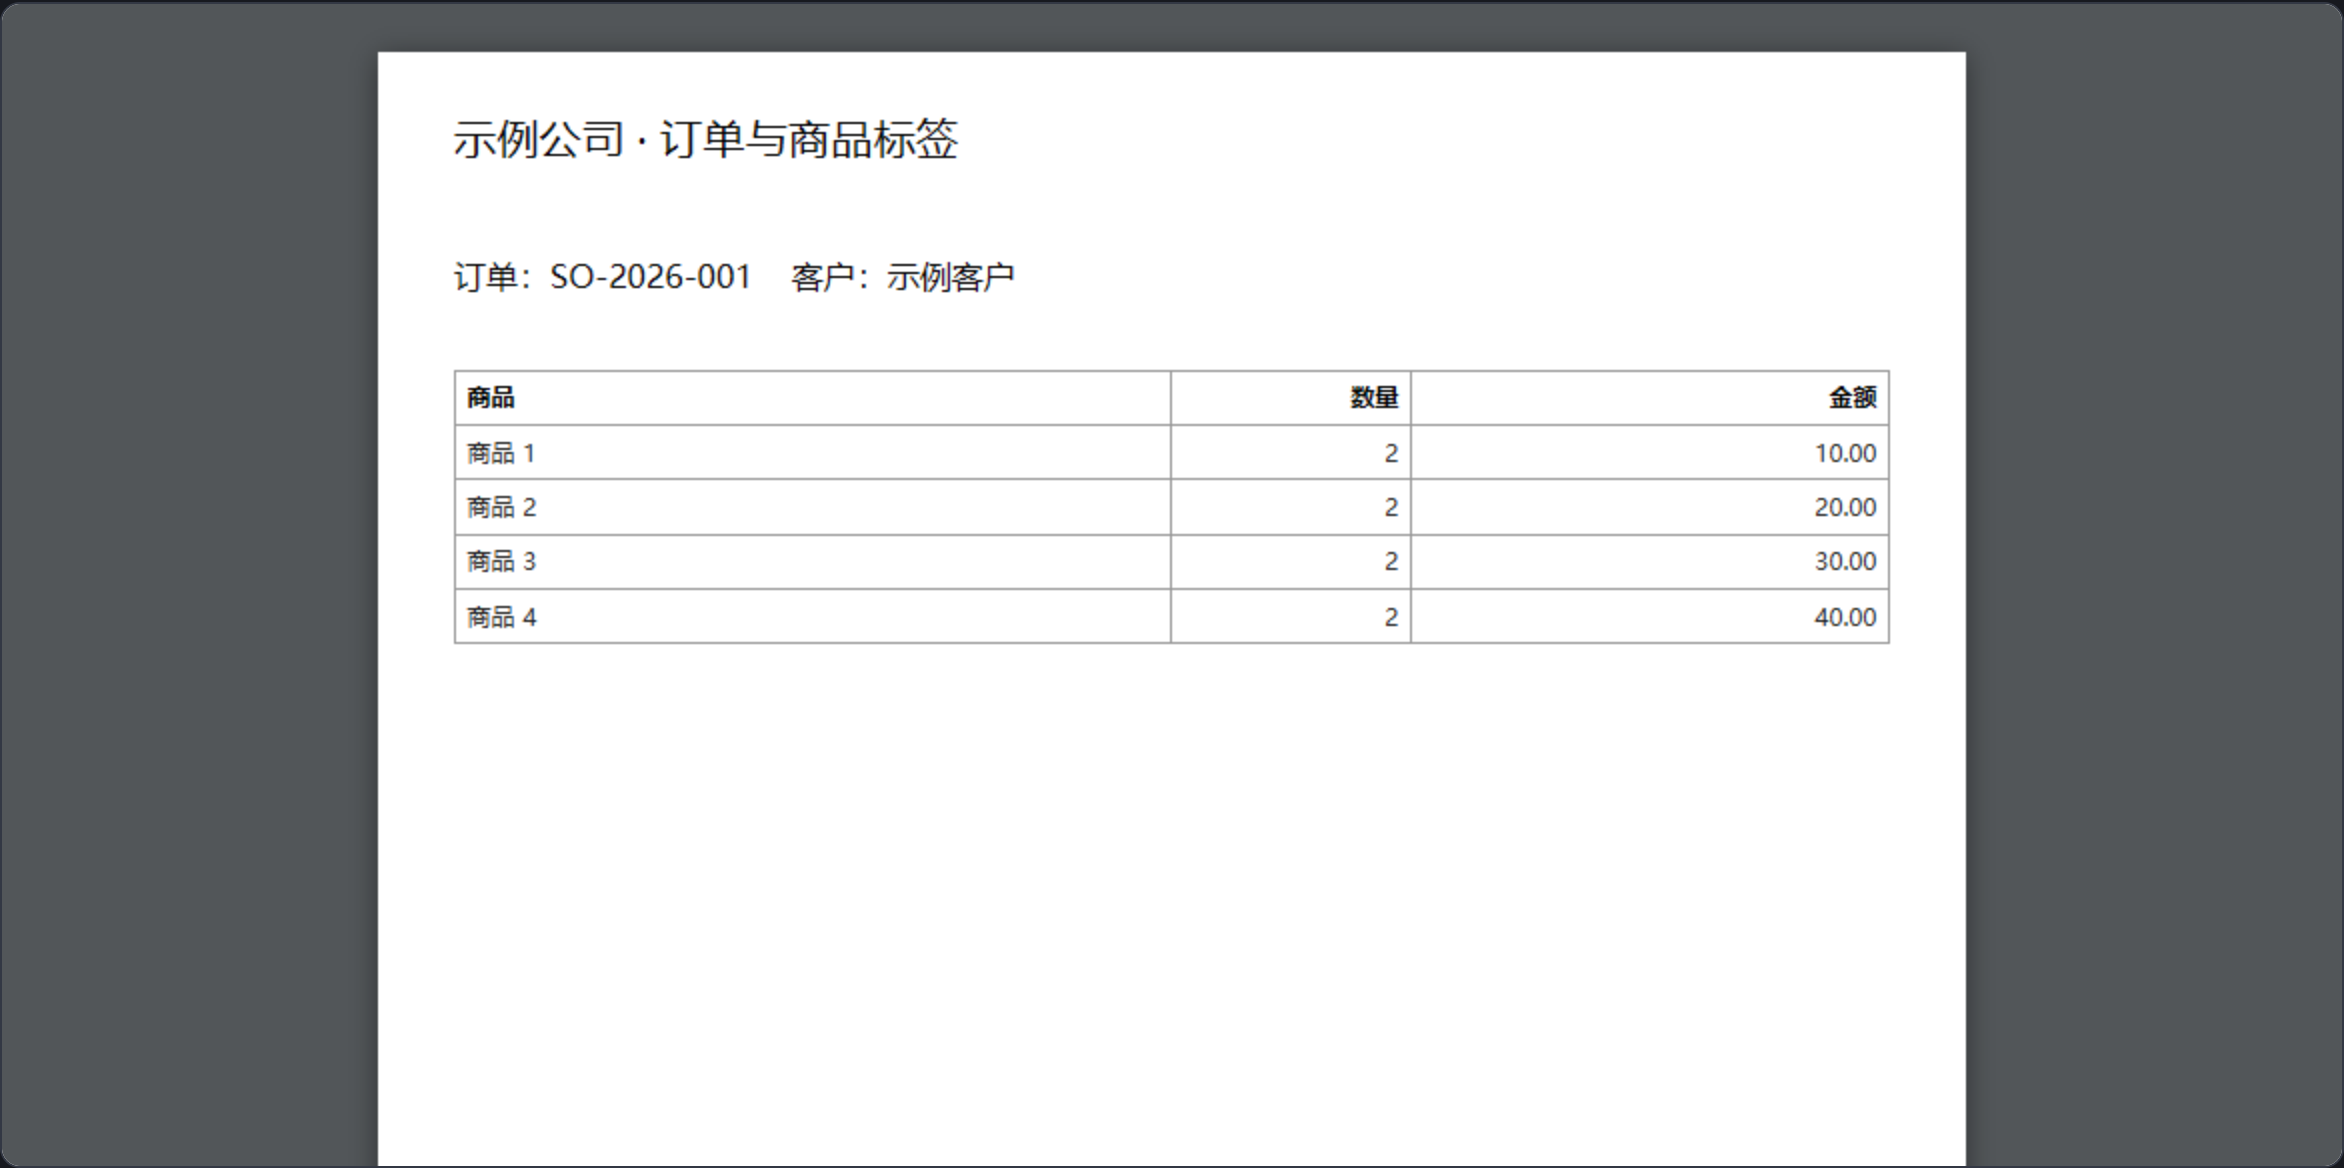 示例公司 · 订单与商品标签
订单：SO-2026-001 客户：示例客户
商品 数量 金额
商品 1 2 10.00
商品 2 2 20.00
商品 3 2 30.00
商品 4 2 40.00